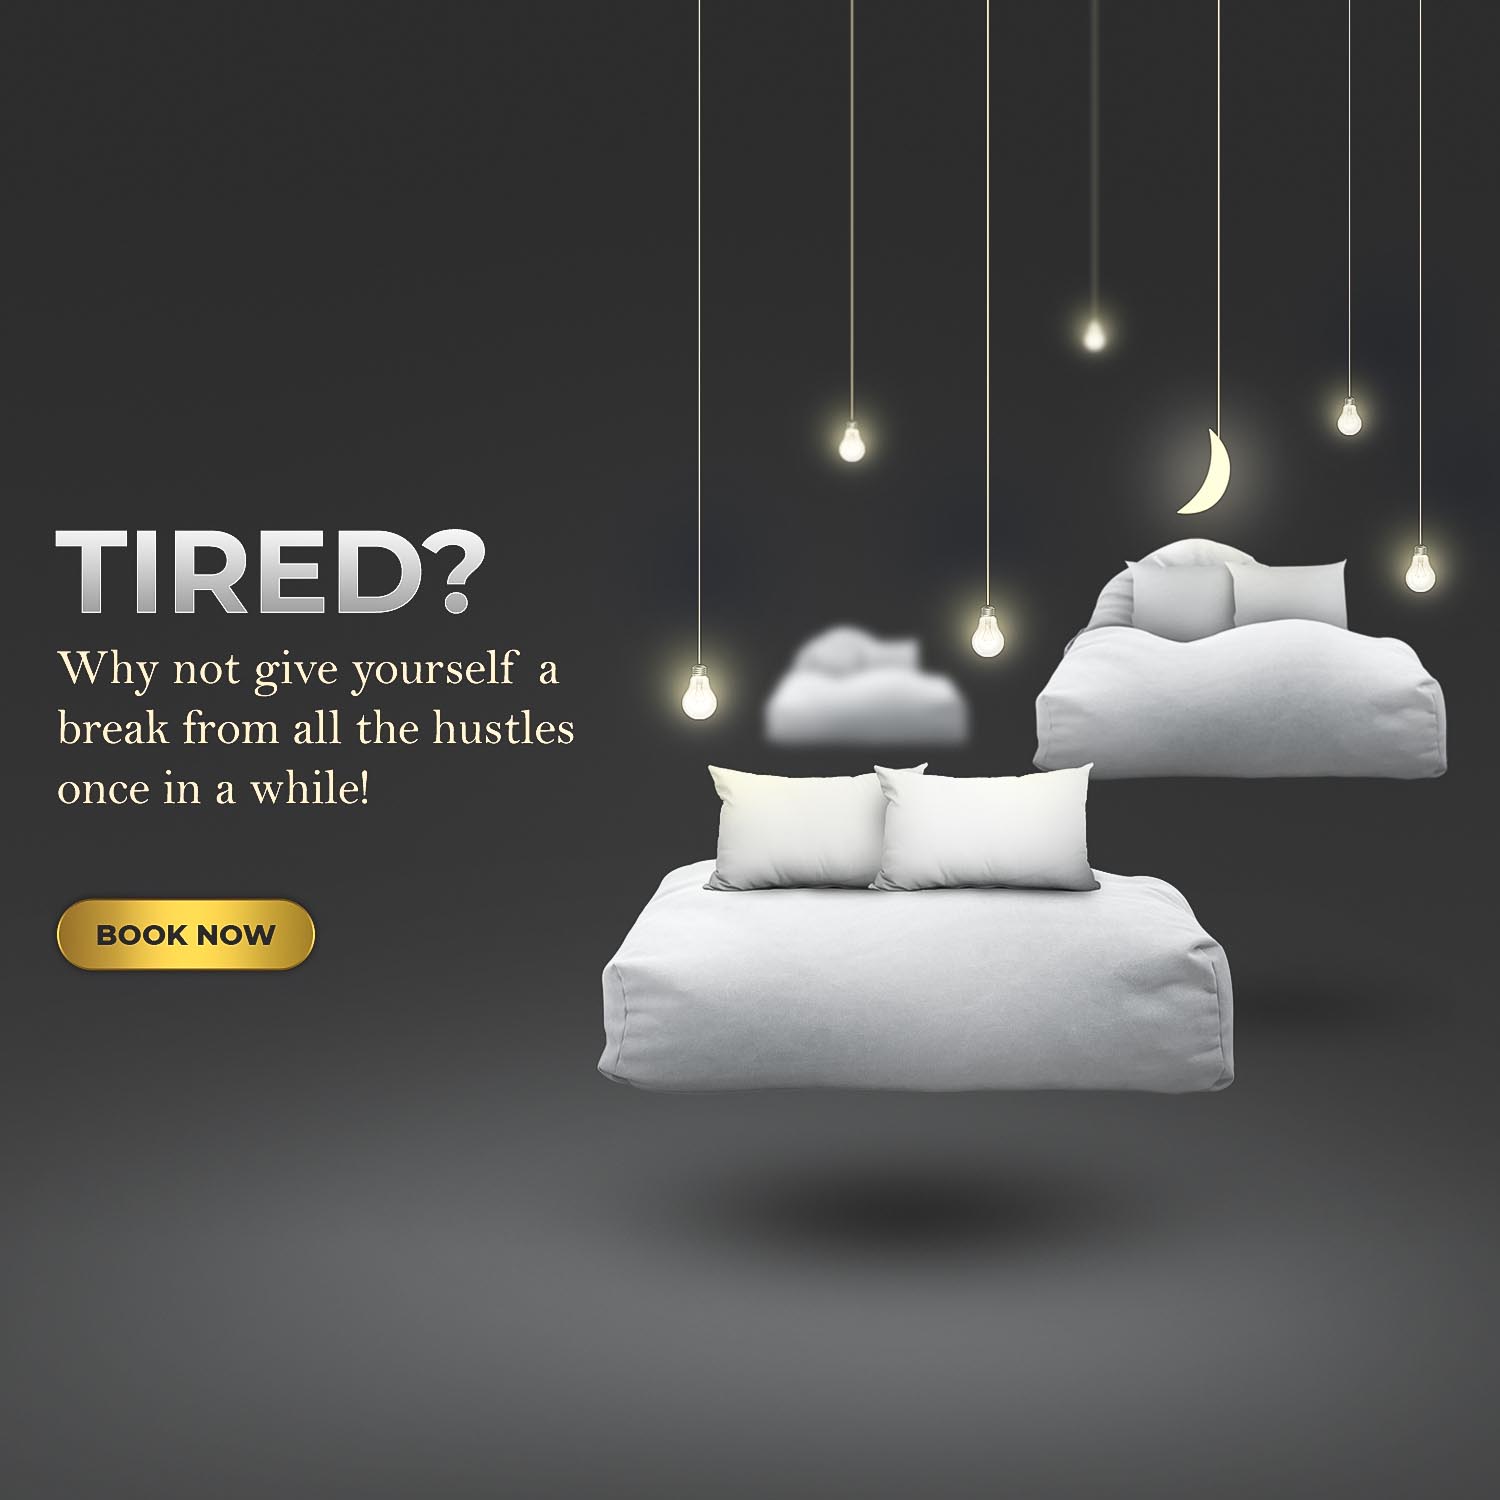 TIRED?
Why not give yourself a
break from all the hustles
once in a while!
BOOK NOW